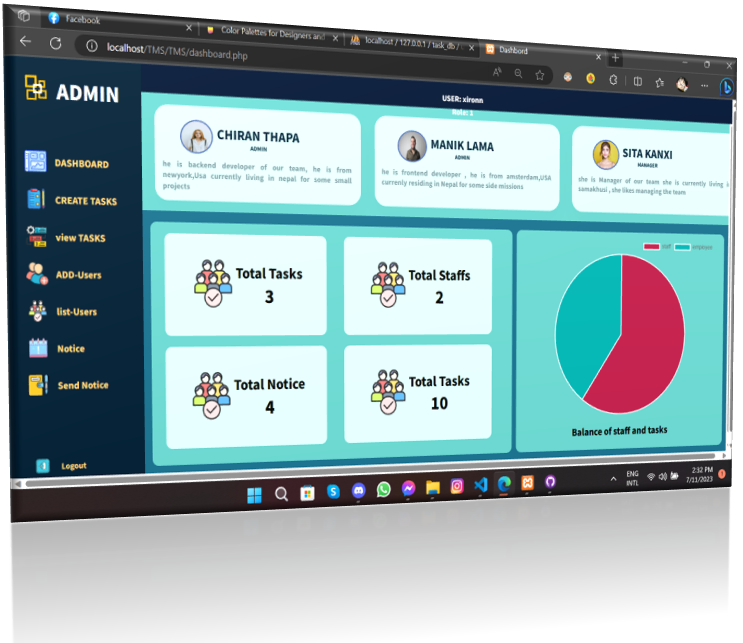 Facebook
Color Palettes for Designers and
localhost / 127.0.0.1 / task_db /
Dashbord
localhost/TMS/TMS/dashboard.php
ADMIN
USER: xironn
Role: 1
CHIRAN THAPA
ADMIN
he is backend developer of our team, he is from
newyork,Usa currently living in nepal for some small
projects
MANIK LAMA
ADMIN
he is frontend developer , he is from amsterdam,USA
currenly residing in Nepal for some side missions
SITA KANXI
MANAGER
she is Manager of our team she is currently living i
samakhusi , she likes managing the team
DASHBOARD
CREATE TASKS
view TASKS
ADD-Users
list-Users
Notice
Send Notice
Logout
Total Tasks
3
Total Staffs
2
Total Notice
4
Total Tasks
10
staff
employee
Balance of staff and tasks
ENG
INTL
2:32 PM
7/11/2023